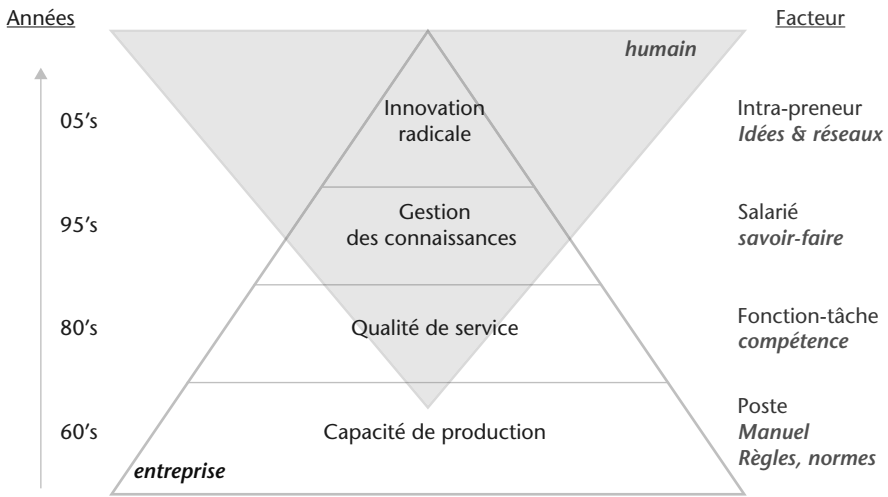 Années
Facteur
humain
05's
Innovation
radicale
Intra-preneur
Idées & réseaux
95's
Gestion
des connaissances
Salarié
savoir-faire
80's
Qualité de service
Fonction-tâche
compétence
60's
Capacité de production
Poste
Manuel
Règles, normes
entreprise